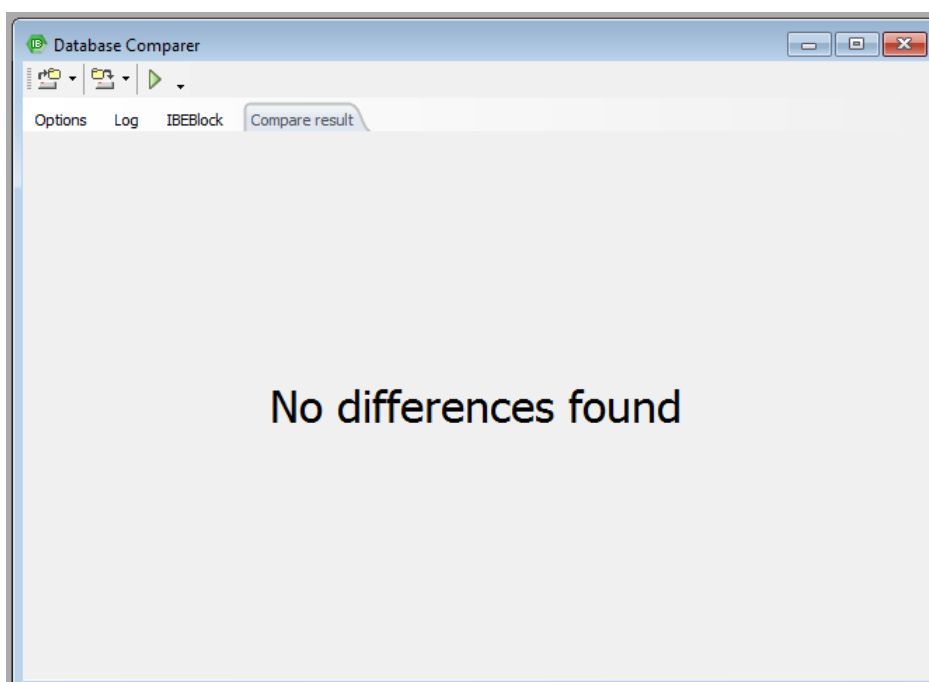 Database Comparer
Options Log IBEBlock Compare result
No differences found